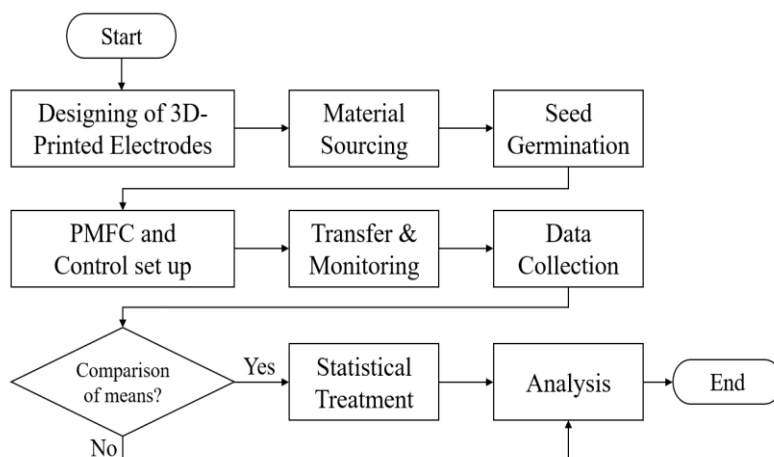 Start
Designing of 3D-
Printed Electrodes
Material
Sourcing
Seed
Germination
PMFC and
Control set up
Transfer &
Monitoring
Data
Collection
Comparison
of means?
Yes
Statistical
Treatment
Analysis
End
No